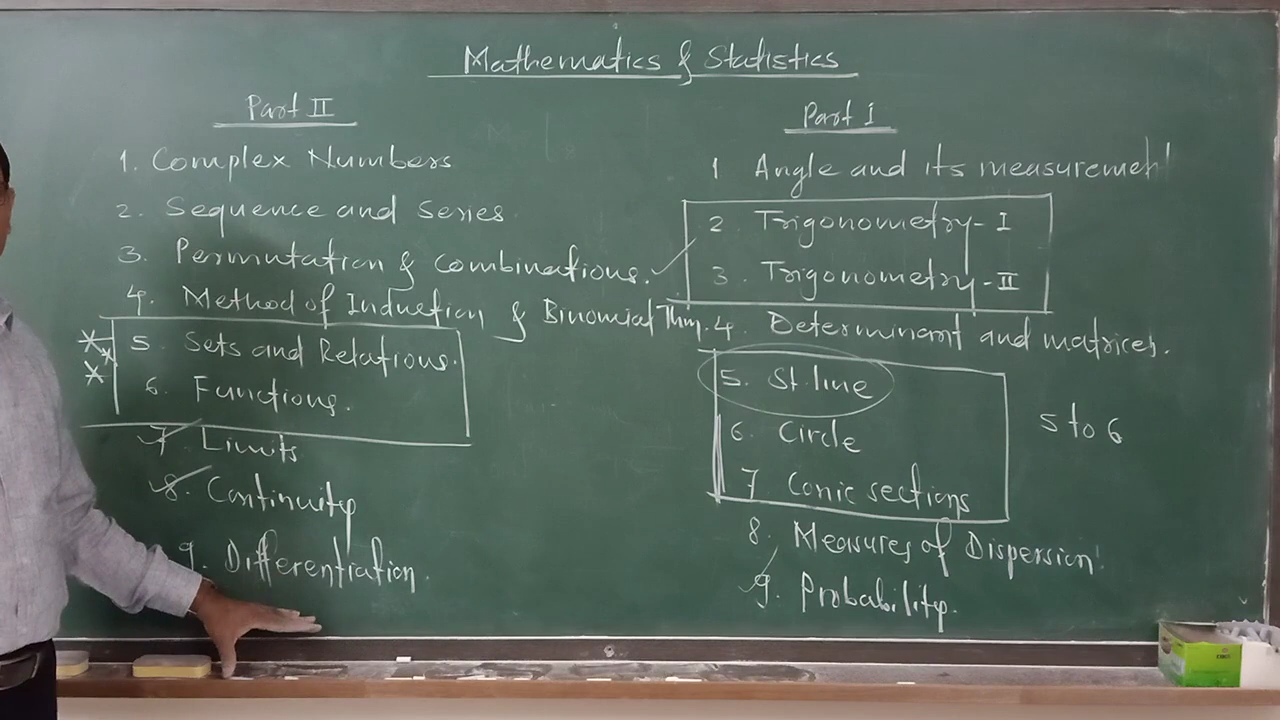 Mathematics & Statistics
Part II
1. Complex Numbers
2. Sequence and series
3. Permutation & Combinations.
4. Method of Induction & Binomial Thm.
5. Sets and Relations.
6. Functions.
7. Limits
8. Continuity
9. Differentiation.
Part I
1 Angle and its measurement
2. Trigonometry-I
3. Trigonometry-II
4. Determinant and matrices.
5. St. line
6. Circle
7 Conic sections
5 to 6
8. Measures of Dispersion
9. Probability.